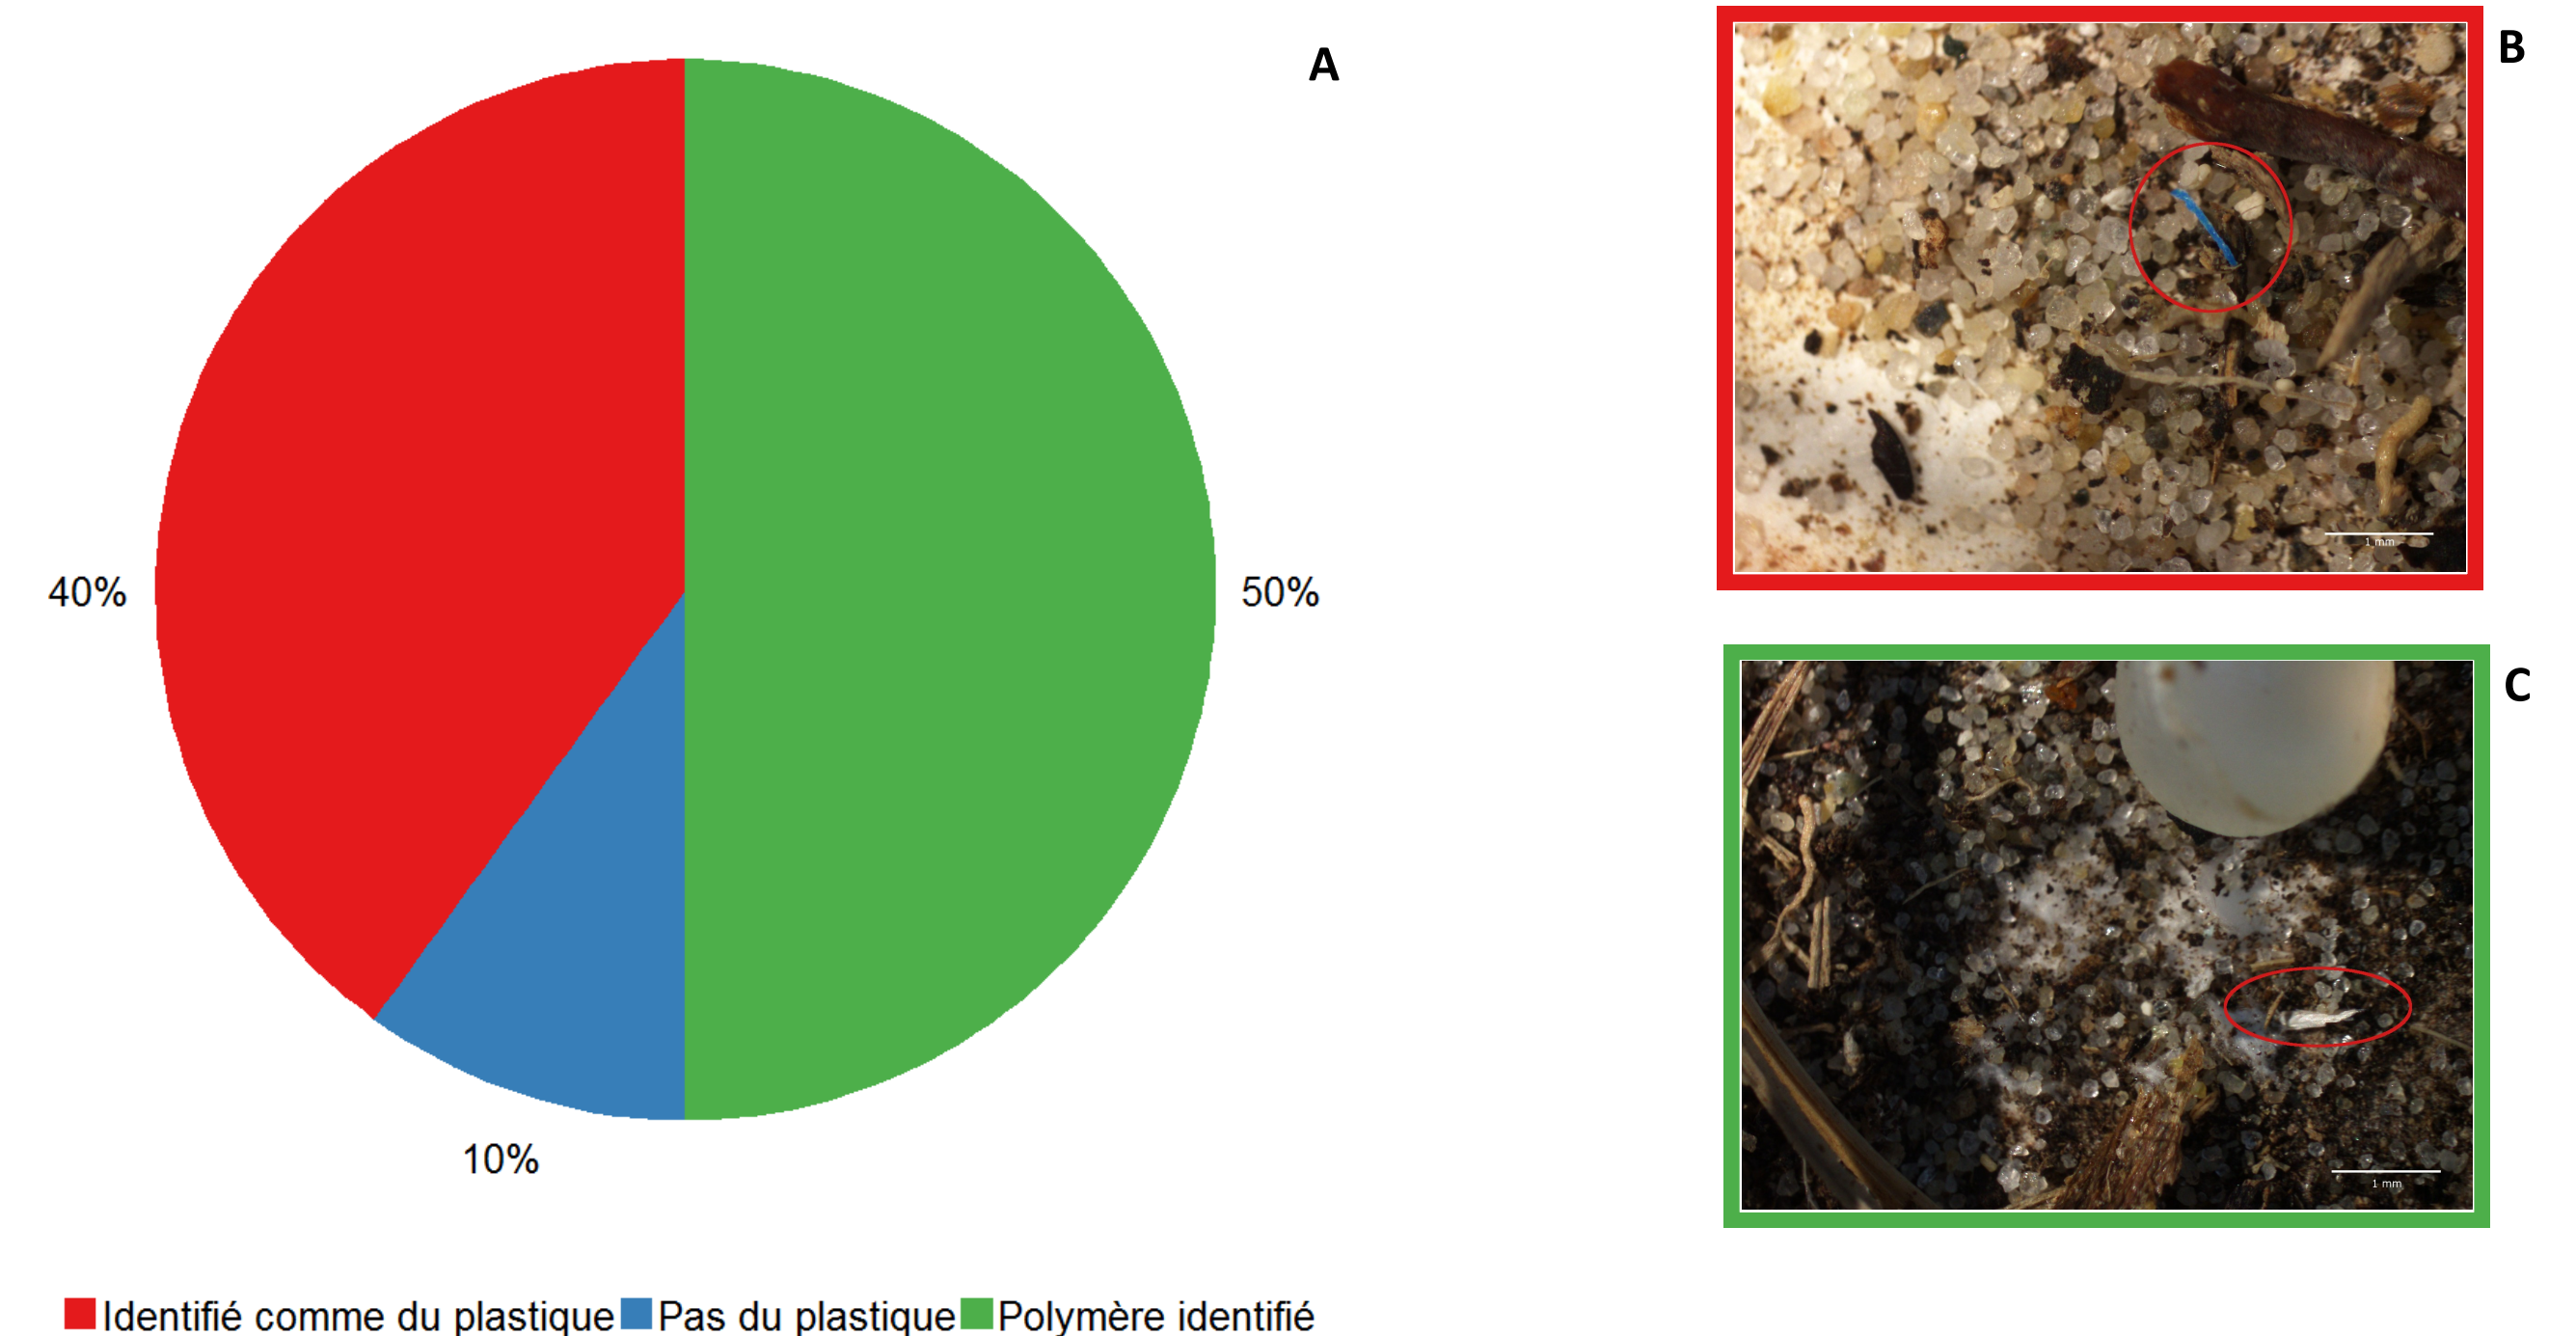 A
B
40%
50%
1 mm
C
10%
1 mm
Identifié comme du plastique Pas du plastique Polymère identifié